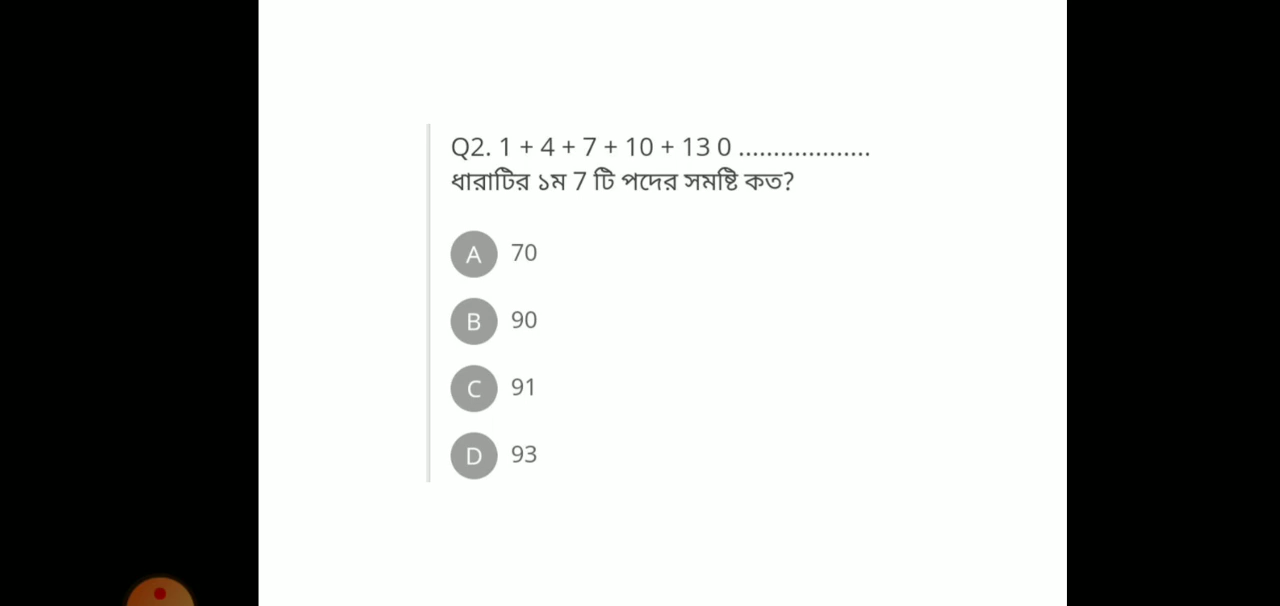 Q2. 1 + 4 + 7 + 10 + 13 0 ...................
ধারাটির ১ম 7 টি পদের সমষ্টি কত?
A 70
B 90
C 91
D 93